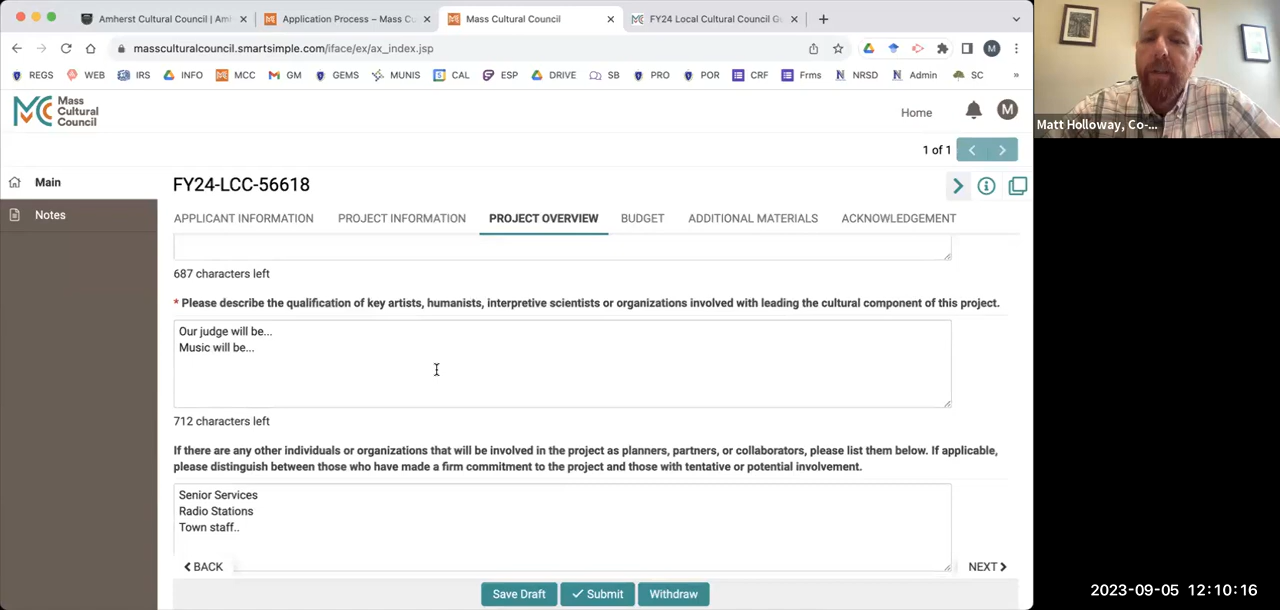 Amherst Cultural Council | Am
Application Process – Mass Cu
Mass Cultural Council
FY24 Local Cultural Council Gu
massculturalcouncil.smartsimple.com/iface/ex/ax_index.jsp
M
REGS
WEB
IRS
INFO
MCC
GM
GEMS
MUNIS
CAL
ESP
DRIVE
SB
PRO
POR
CRF
Frms
NRSD
Admin
SC
»
Mass
Cultural
Council
Home
M
1 of 1
Main
Notes
FY24-LCC-56618
APPLICANT INFORMATION
PROJECT INFORMATION
PROJECT OVERVIEW
BUDGET
ADDITIONAL MATERIALS
ACKNOWLEDGEMENT
687 characters left
* Please describe the qualification of key artists, humanists, interpretive scientists or organizations involved with leading the cultural component of this project.
Our judge will be...
Music will be...
712 characters left
If there are any other individuals or organizations that will be involved in the project as planners, partners, or collaborators, please list them below. If applicable,
please distinguish between those who have made a firm commitment to the project and those with tentative or potential involvement.
Senior Services
Radio Stations
Town staff..
BACK
NEXT
Save Draft
Submit
Withdraw
Matt Holloway, Co-...
2023-09-05 12:10:16